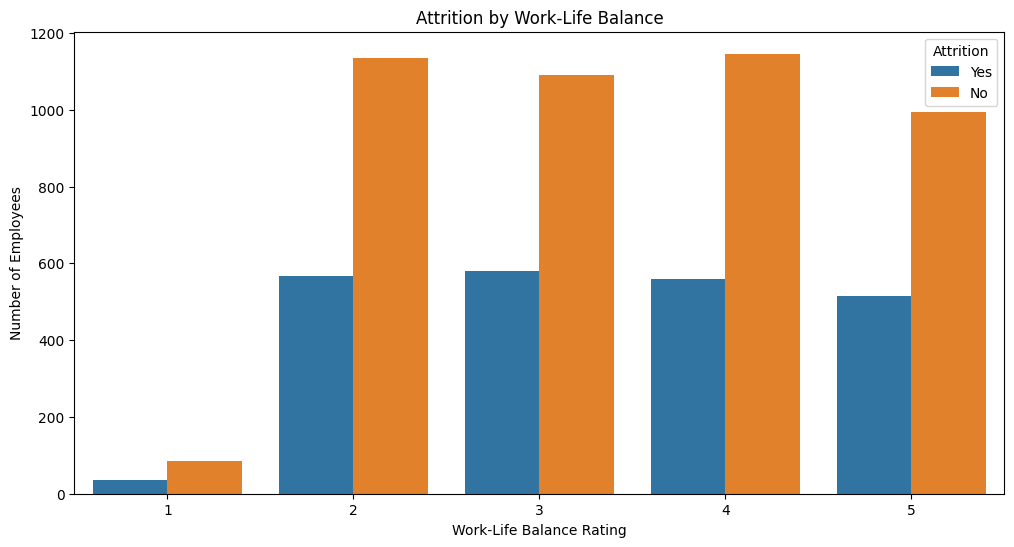 Attrition by Work-Life Balance
Number of Employees
1200
1000
800
600
400
200
0
Attrition
Yes
No
1 2 3 4 5
Work-Life Balance Rating